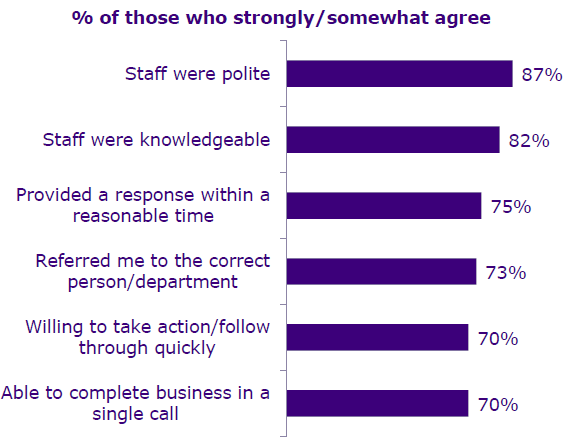 % of those who strongly/somewhat agree
Staff were polite
87%
Staff were knowledgeable
82%
Provided a response within a
reasonable time
75%
Referred me to the correct
person/department
73%
Willing to take action/follow
through quickly
70%
Able to complete business in a
single call
70%